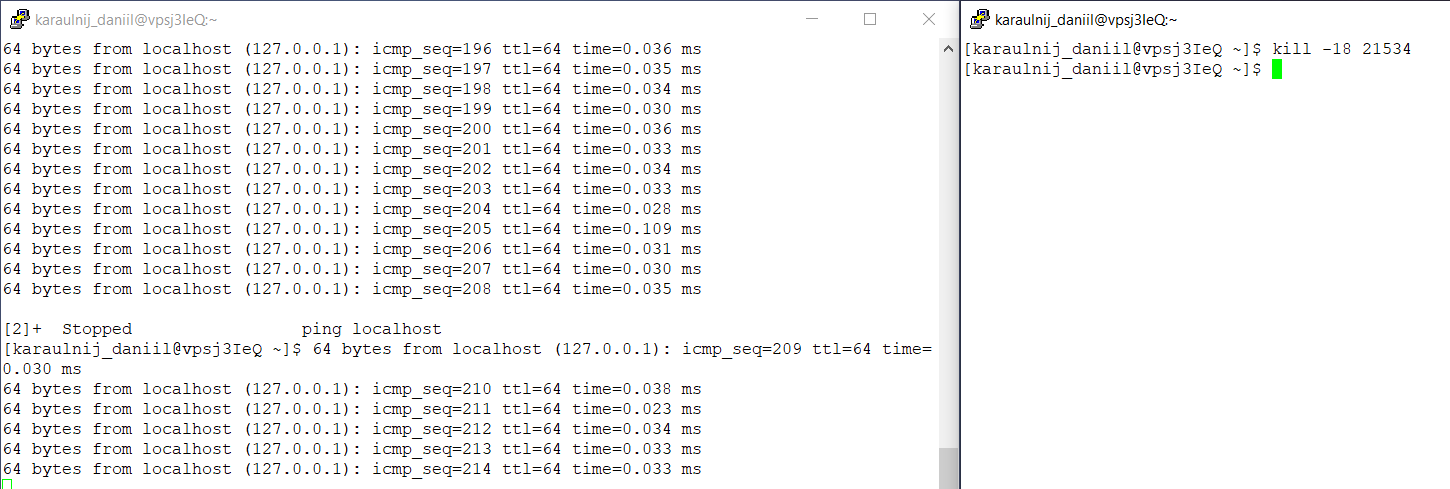 karaulnij_daniil@vpsj3IeQ:~
64 bytes from localhost (127.0.0.1): icmp_seq=196 ttl=64 time=0.036 ms
64 bytes from localhost (127.0.0.1): icmp_seq=197 ttl=64 time=0.035 ms
64 bytes from localhost (127.0.0.1): icmp_seq=198 ttl=64 time=0.034 ms
64 bytes from localhost (127.0.0.1): icmp_seq=199 ttl=64 time=0.030 ms
64 bytes from localhost (127.0.0.1): icmp_seq=200 ttl=64 time=0.036 ms
64 bytes from localhost (127.0.0.1): icmp_seq=201 ttl=64 time=0.033 ms
64 bytes from localhost (127.0.0.1): icmp_seq=202 ttl=64 time=0.034 ms
64 bytes from localhost (127.0.0.1): icmp_seq=203 ttl=64 time=0.033 ms
64 bytes from localhost (127.0.0.1): icmp_seq=204 ttl=64 time=0.028 ms
64 bytes from localhost (127.0.0.1): icmp_seq=205 ttl=64 time=0.109 ms
64 bytes from localhost (127.0.0.1): icmp_seq=206 ttl=64 time=0.031 ms
64 bytes from localhost (127.0.0.1): icmp_seq=207 ttl=64 time=0.030 ms
64 bytes from localhost (127.0.0.1): icmp_seq=208 ttl=64 time=0.035 ms
[2]+  Stopped                 ping localhost
[karaulnij_daniil@vpsj3IeQ ~]$ 64 bytes from localhost (127.0.0.1): icmp_seq=209 ttl=64 time=
0.030 ms
64 bytes from localhost (127.0.0.1): icmp_seq=210 ttl=64 time=0.038 ms
64 bytes from localhost (127.0.0.1): icmp_seq=211 ttl=64 time=0.023 ms
64 bytes from localhost (127.0.0.1): icmp_seq=212 ttl=64 time=0.034 ms
64 bytes from localhost (127.0.0.1): icmp_seq=213 ttl=64 time=0.033 ms
64 bytes from localhost (127.0.0.1): icmp_seq=214 ttl=64 time=0.033 ms
karaulnij_daniil@vpsj3IeQ:~
[karaulnij_daniil@vpsj3IeQ ~]$ kill -18 21534
[karaulnij_daniil@vpsj3IeQ ~]$